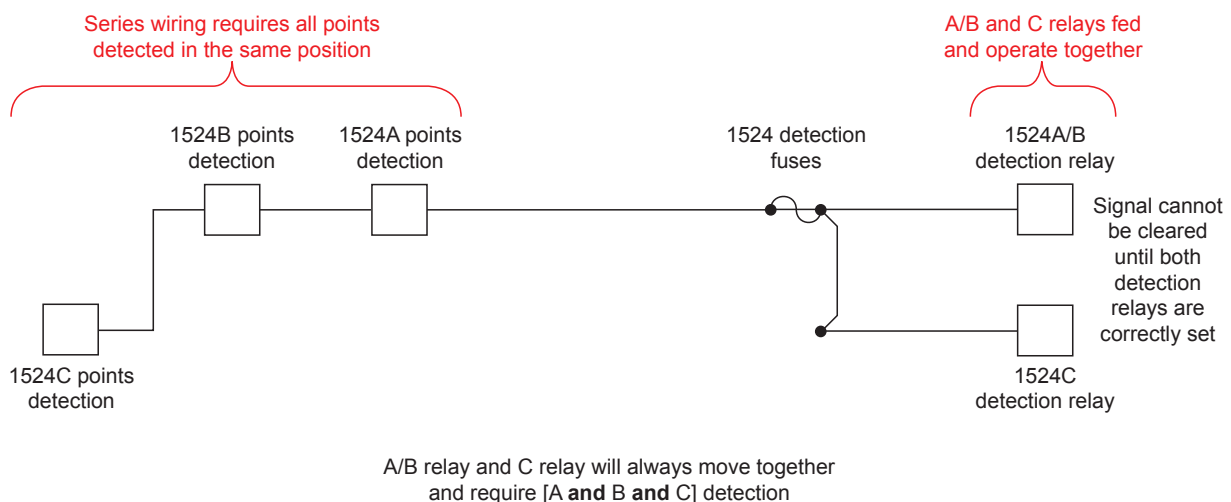 Series wiring requires all points
detected in the same position
A/B and C relays fed
and operate together
1524B points
detection
1524A points
detection
1524 detection
fuses
1524A/B
detection relay
Signal cannot
be cleared
until both
detection
relays are
correctly set
1524C points
detection
1524C
detection relay
A/B relay and C relay will always move together
and require [A and B and C] detection